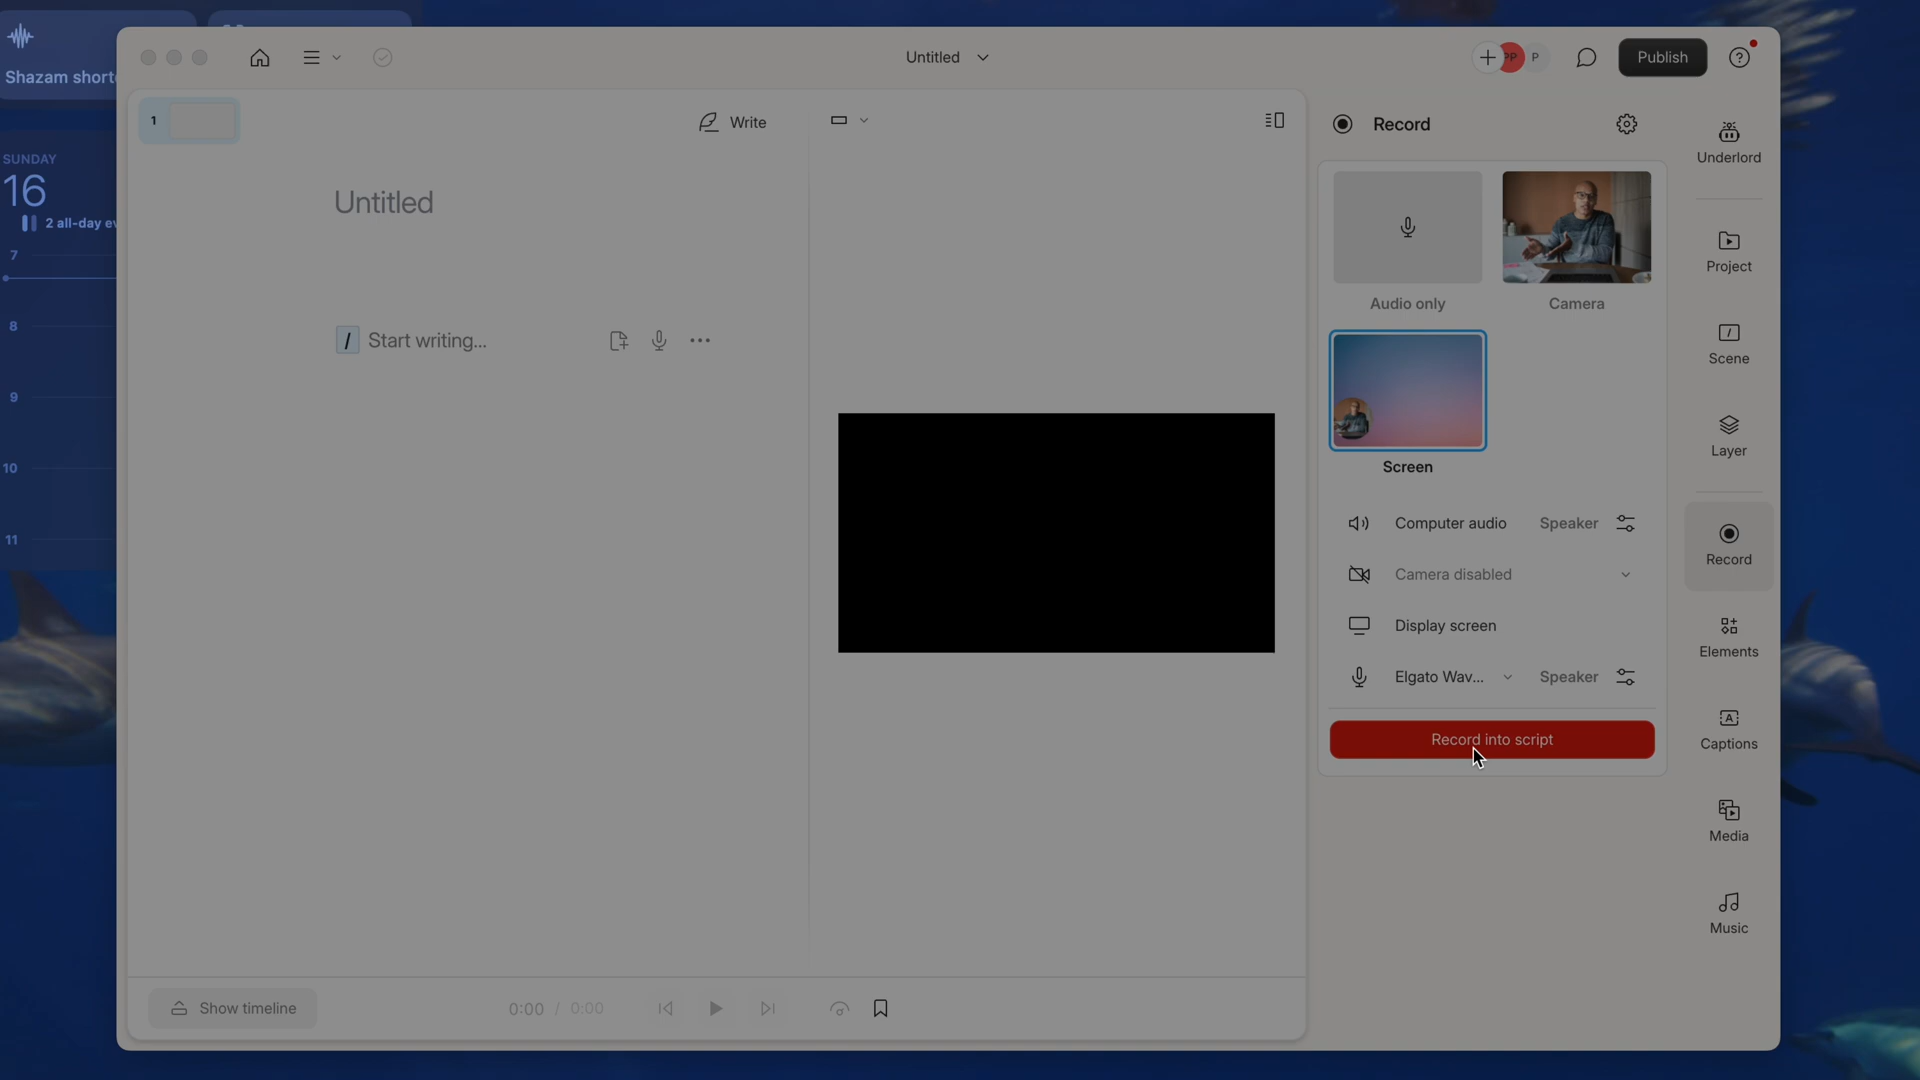 Shazam short
SUNDAY
16
2 all-day ev
7
8
9
10
11
Untitled
PP
P
Publish
1
Write
Untitled
/ Start writing...
Show timeline
0:00 / 0:00
Record
Audio only
Camera
Screen
Computer audio
Speaker
Camera disabled
Display screen
Elgato Wav...
Speaker
Record into script
Underlord
Project
Scene
Layer
Record
Elements
Captions
Media
Music